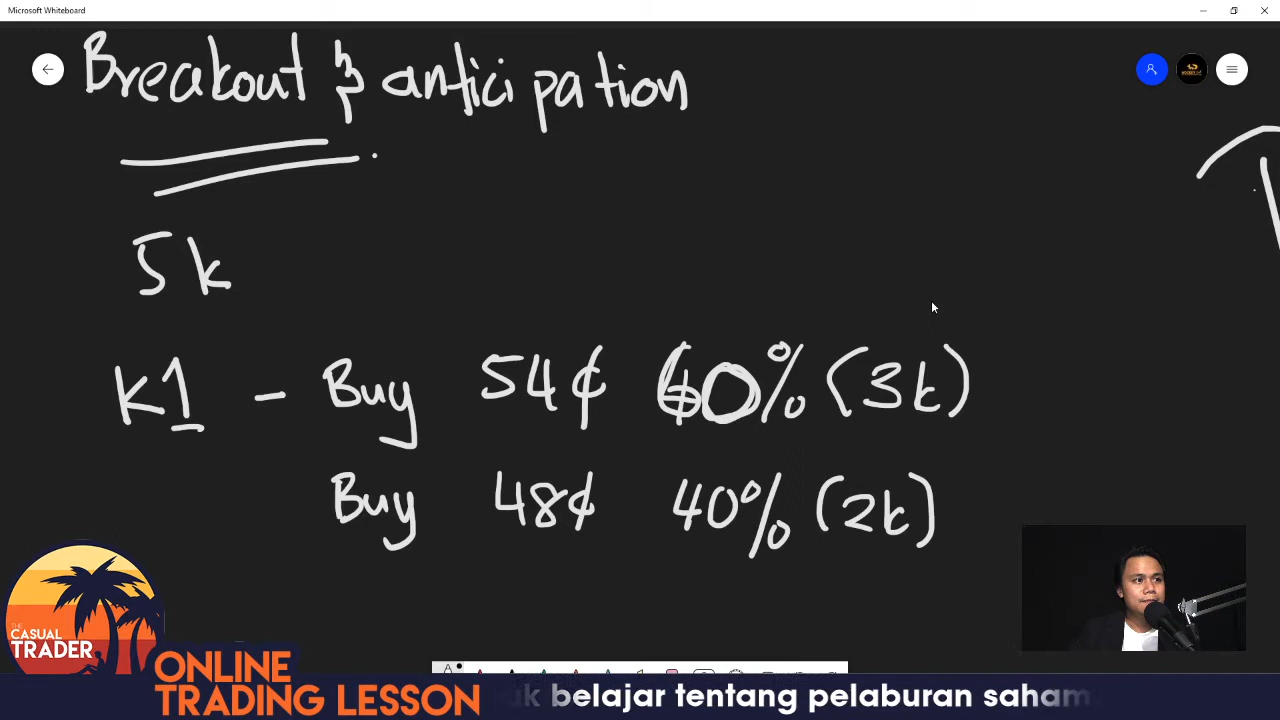 Microsoft Whiteboard
Breakout & anticipation
5k
K1 - Buy 54¢ 60% (3k)
Buy 48¢ 40% (2k)
THE
CASUAL
TRADER
ONLINE
TRADING LESSON
belajar tentang pelaburan saham